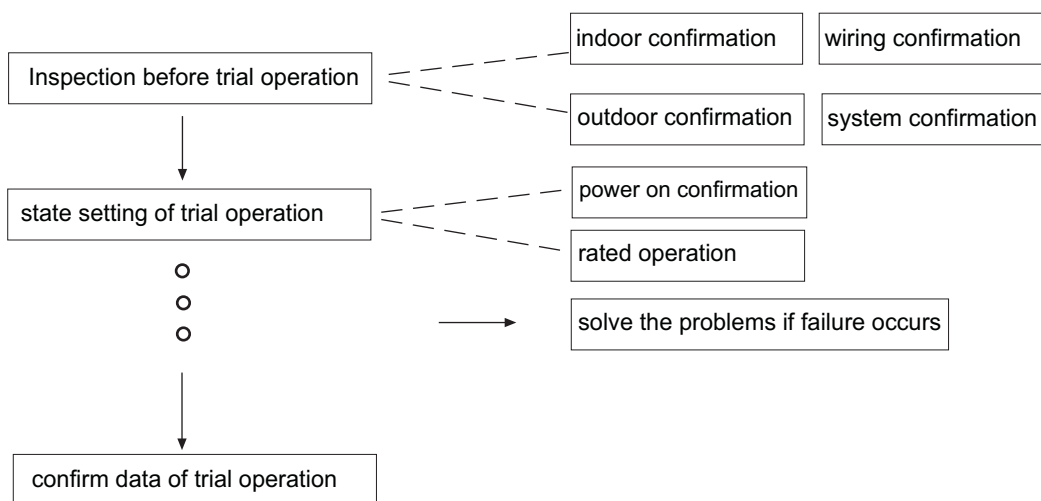 indoor confirmation
wiring confirmation
Inspection before trial operation
outdoor confirmation
system confirmation
power on confirmation
state setting of trial operation
rated operation
solve the problems if failure occurs
confirm data of trial operation